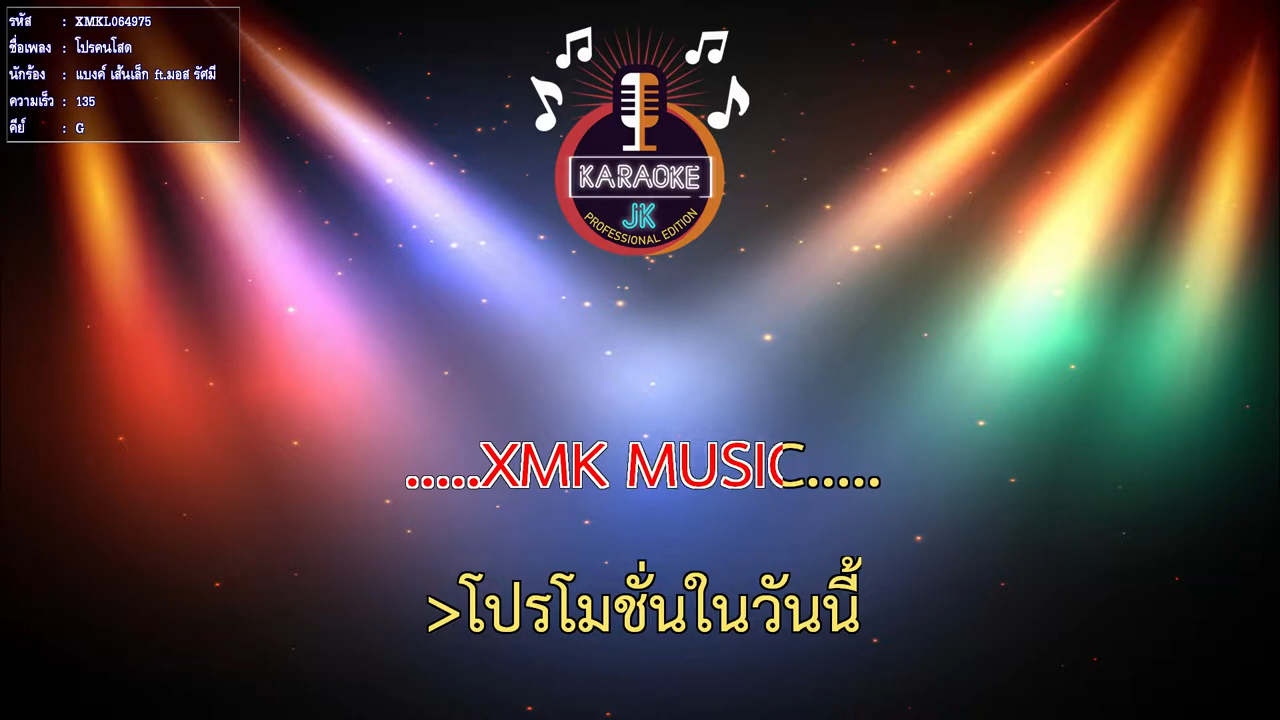 รหัส : XMKL064975
ชื่อเพลง : โปรคนโสด
นักร้อง : แบงค์ เส้นเล็ก ft.มอส รัศมี
ความเร็ว : 135
คีย์ : G
KARAOKE
JK
PROFESSIONAL EDITION
.....XMK MUSIC.....
>โปรโมชั่นในวันนี้